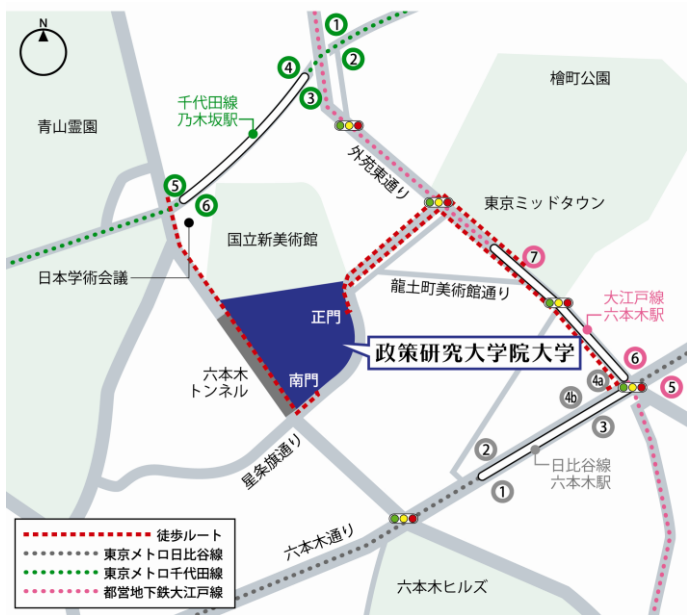 N
①
②
④
③
千代田線
乃木坂駅
檜町公園
青山霊園
外苑東通り
⑤
⑥
東京ミッドタウン
国立新美術館
日本学術会議
⑦
龍土町美術館通り
大江戸線
六本木駅
正門
政策研究大学院大学
六本木
トンネル
南門
⑥
⑤
4a
4b
③
星条旗通り
②
①
日比谷線
六本木駅
六本木通り
徒歩ルート
東京メトロ日比谷線
東京メトロ千代田線
都営地下鉄大江戸線
六本木ヒルズ